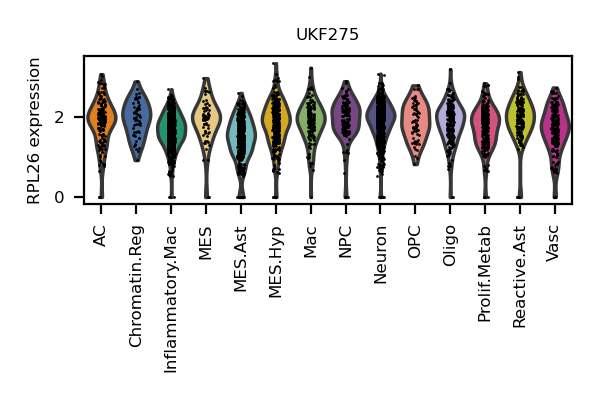 UKF275
RPL26 expression
2
0
AC
Chromatin.Reg
Inflammatory.Mac
MES
MES.Ast
MES.Hyp
Mac
NPC
Neuron
OPC
Oligo
Prolif.Metab
Reactive.Ast
Vasc